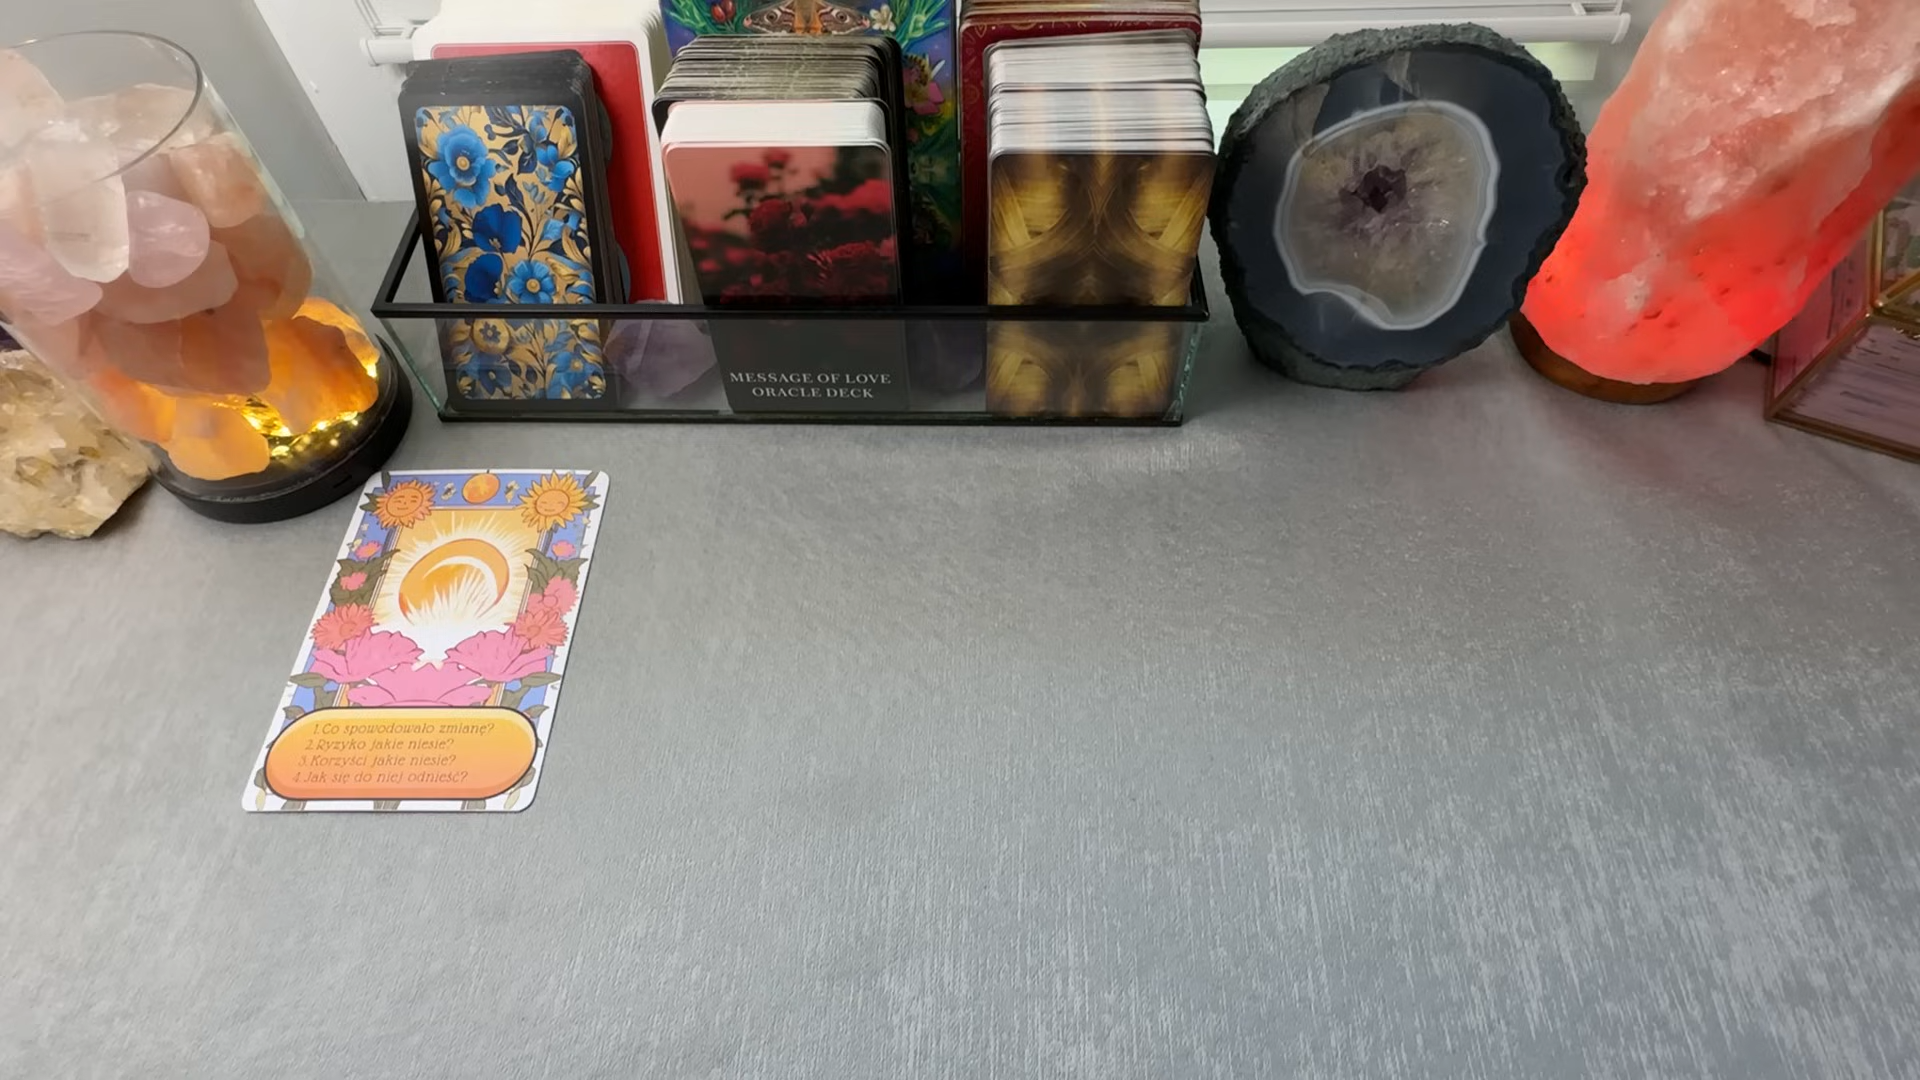 MESSAGE OF LOVE
ORACLE DECK
1. Co spowodowało zmianę?
2. Ryzyko jakie niesie?
3. Korzyści jakie niesie?
4. Jak się do niej odnieść?